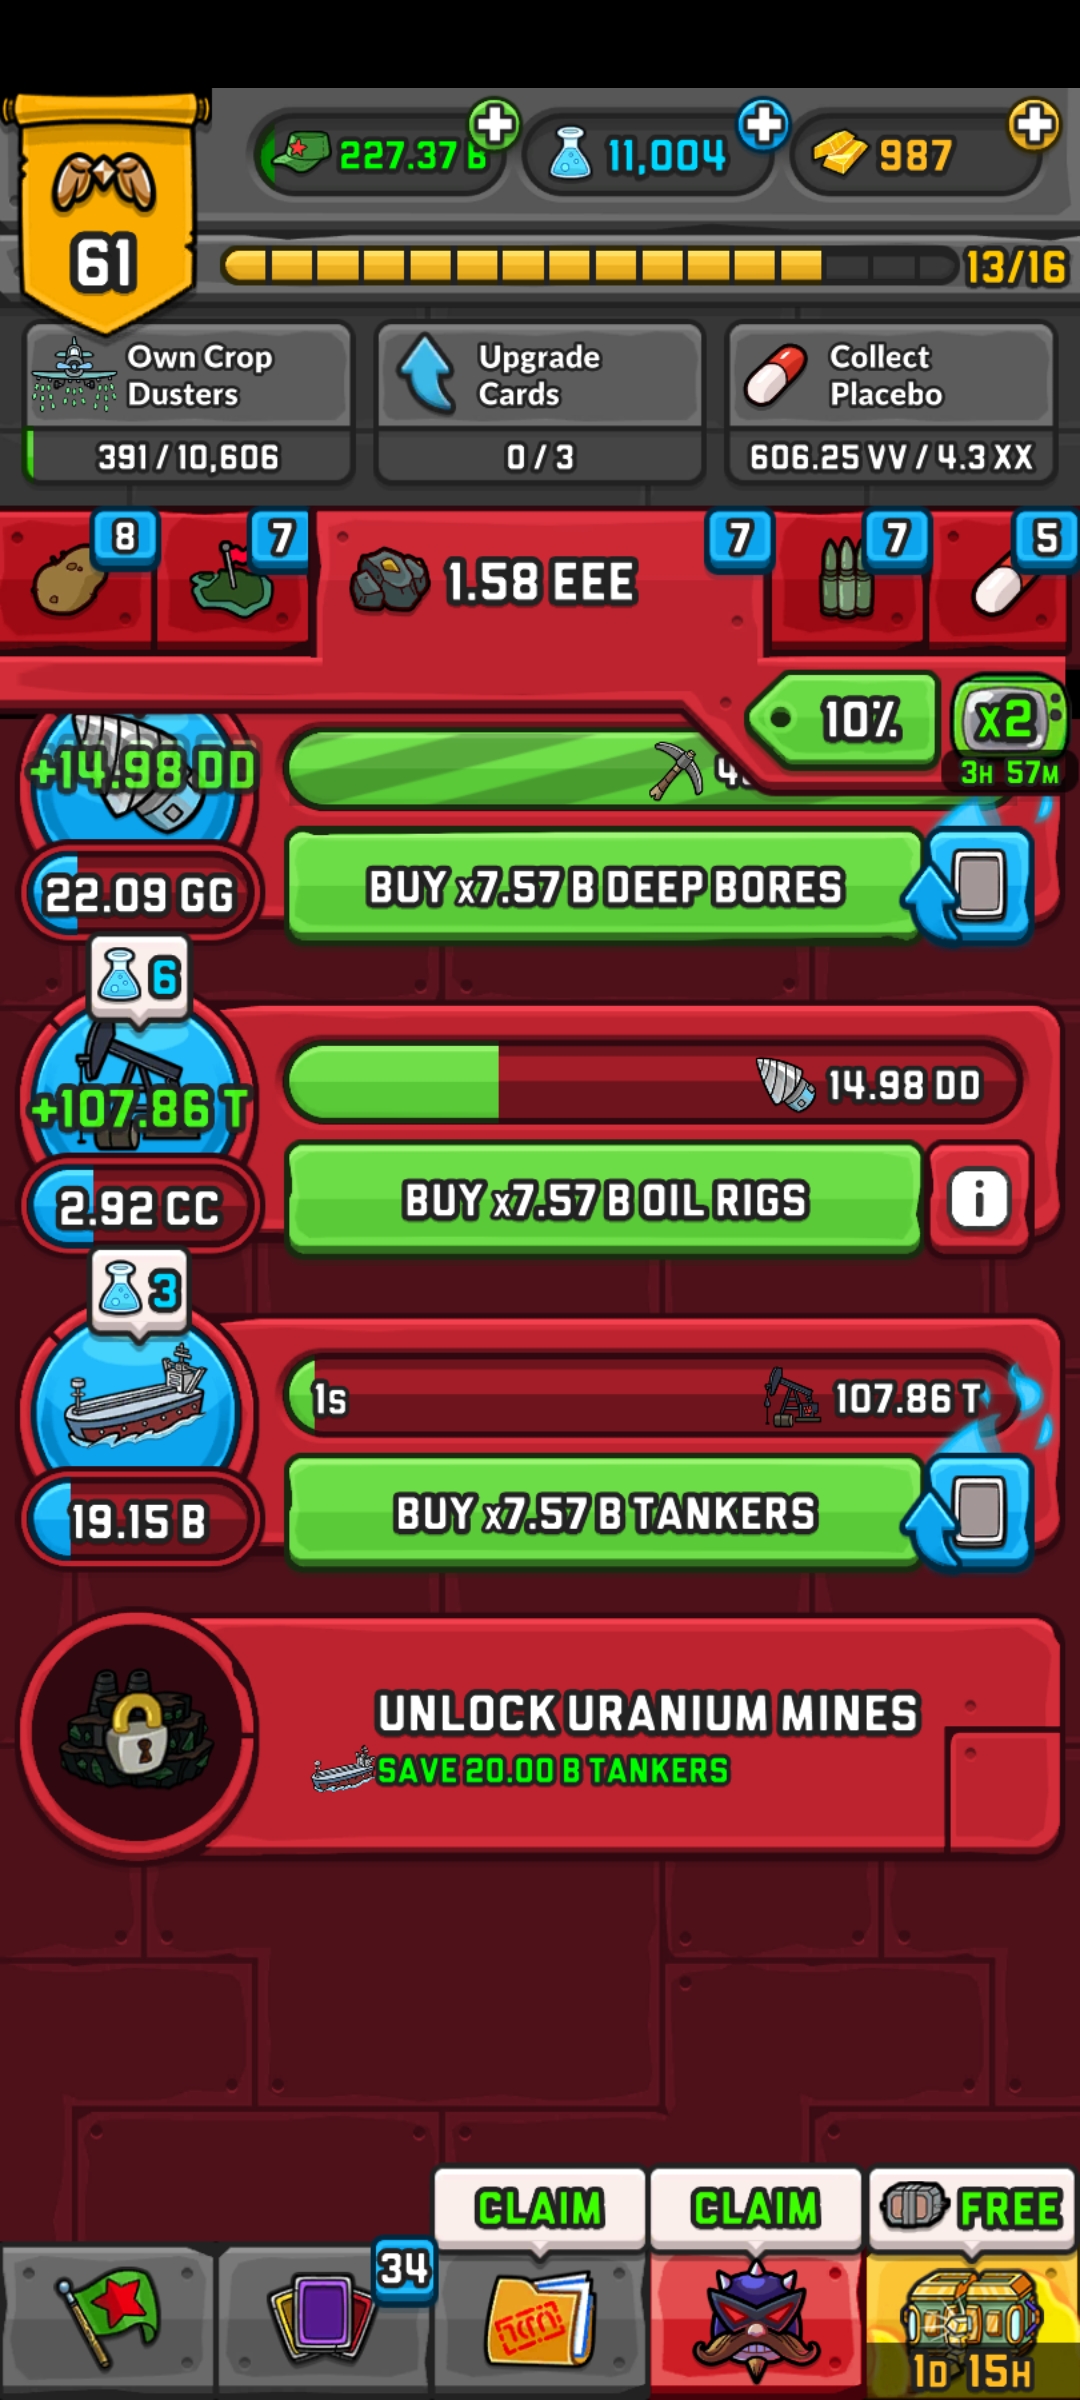 227.37 B
11,004
987
61
13/16
Own Crop
Dusters
391 / 10,606
Upgrade
Cards
0 / 3
Collect
Placebo
606.25 VV / 4.3 XX
8
7
1.58 EEE
7
7
5
10%
x2
3H 57M
+14.98 DD
22.09 GG
BUY x7.57 B DEEP BORES
6
+107.86 T
14.98 DD
2.92 CC
BUY x7.57 B OIL RIGS
i
3
1s
107.86 T
19.15 B
BUY x7.57 B TANKERS
UNLOCK URANIUM MINES
SAVE 20.00 B TANKERS
CLAIM
CLAIM
FREE
34
1D 15H